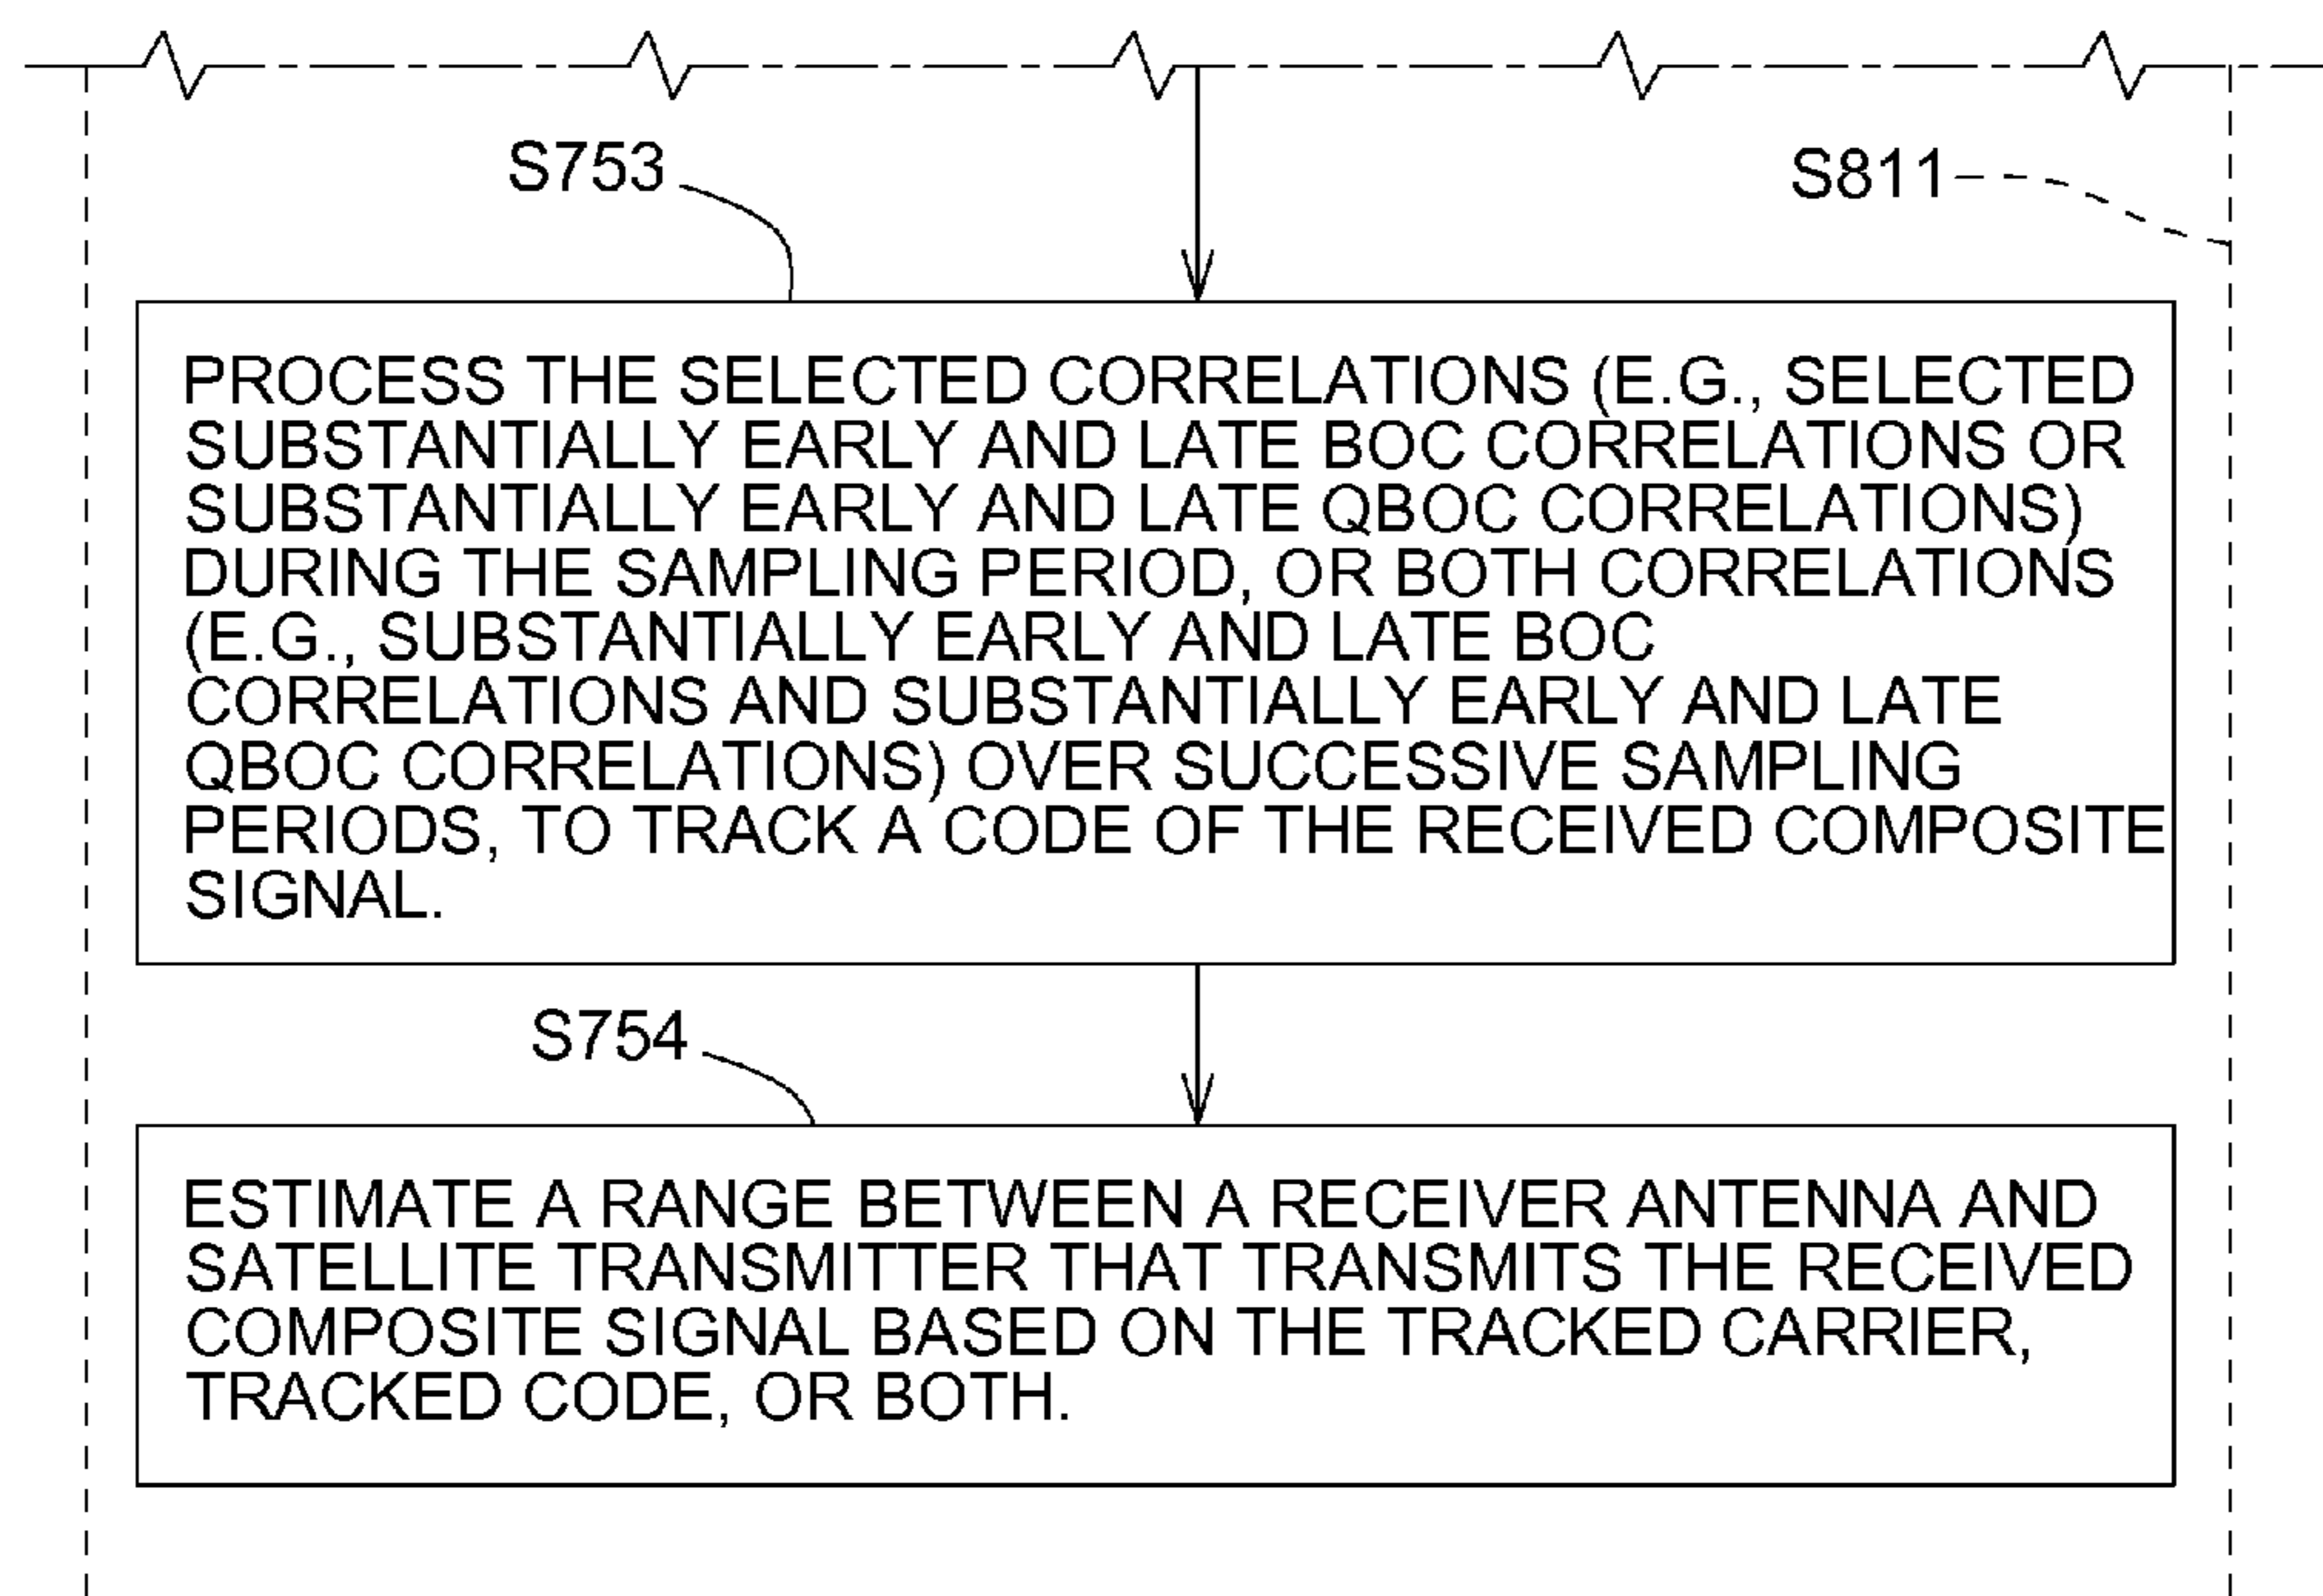 S753
S811
PROCESS THE SELECTED CORRELATIONS (E.G., SELECTED
SUBSTANTIALLY EARLY AND LATE BOC CORRELATIONS OR
SUBSTANTIALLY EARLY AND LATE QBOC CORRELATIONS)
DURING THE SAMPLING PERIOD, OR BOTH CORRELATIONS
(E.G., SUBSTANTIALLY EARLY AND LATE BOC
CORRELATIONS AND SUBSTANTIALLY EARLY AND LATE
QBOC CORRELATIONS) OVER SUCCESSIVE SAMPLING
PERIODS, TO TRACK A CODE OF THE RECEIVED COMPOSITE
SIGNAL.
S754
ESTIMATE A RANGE BETWEEN A RECEIVER ANTENNA AND
SATELLITE TRANSMITTER THAT TRANSMITS THE RECEIVED
COMPOSITE SIGNAL BASED ON THE TRACKED CARRIER,
TRACKED CODE, OR BOTH.